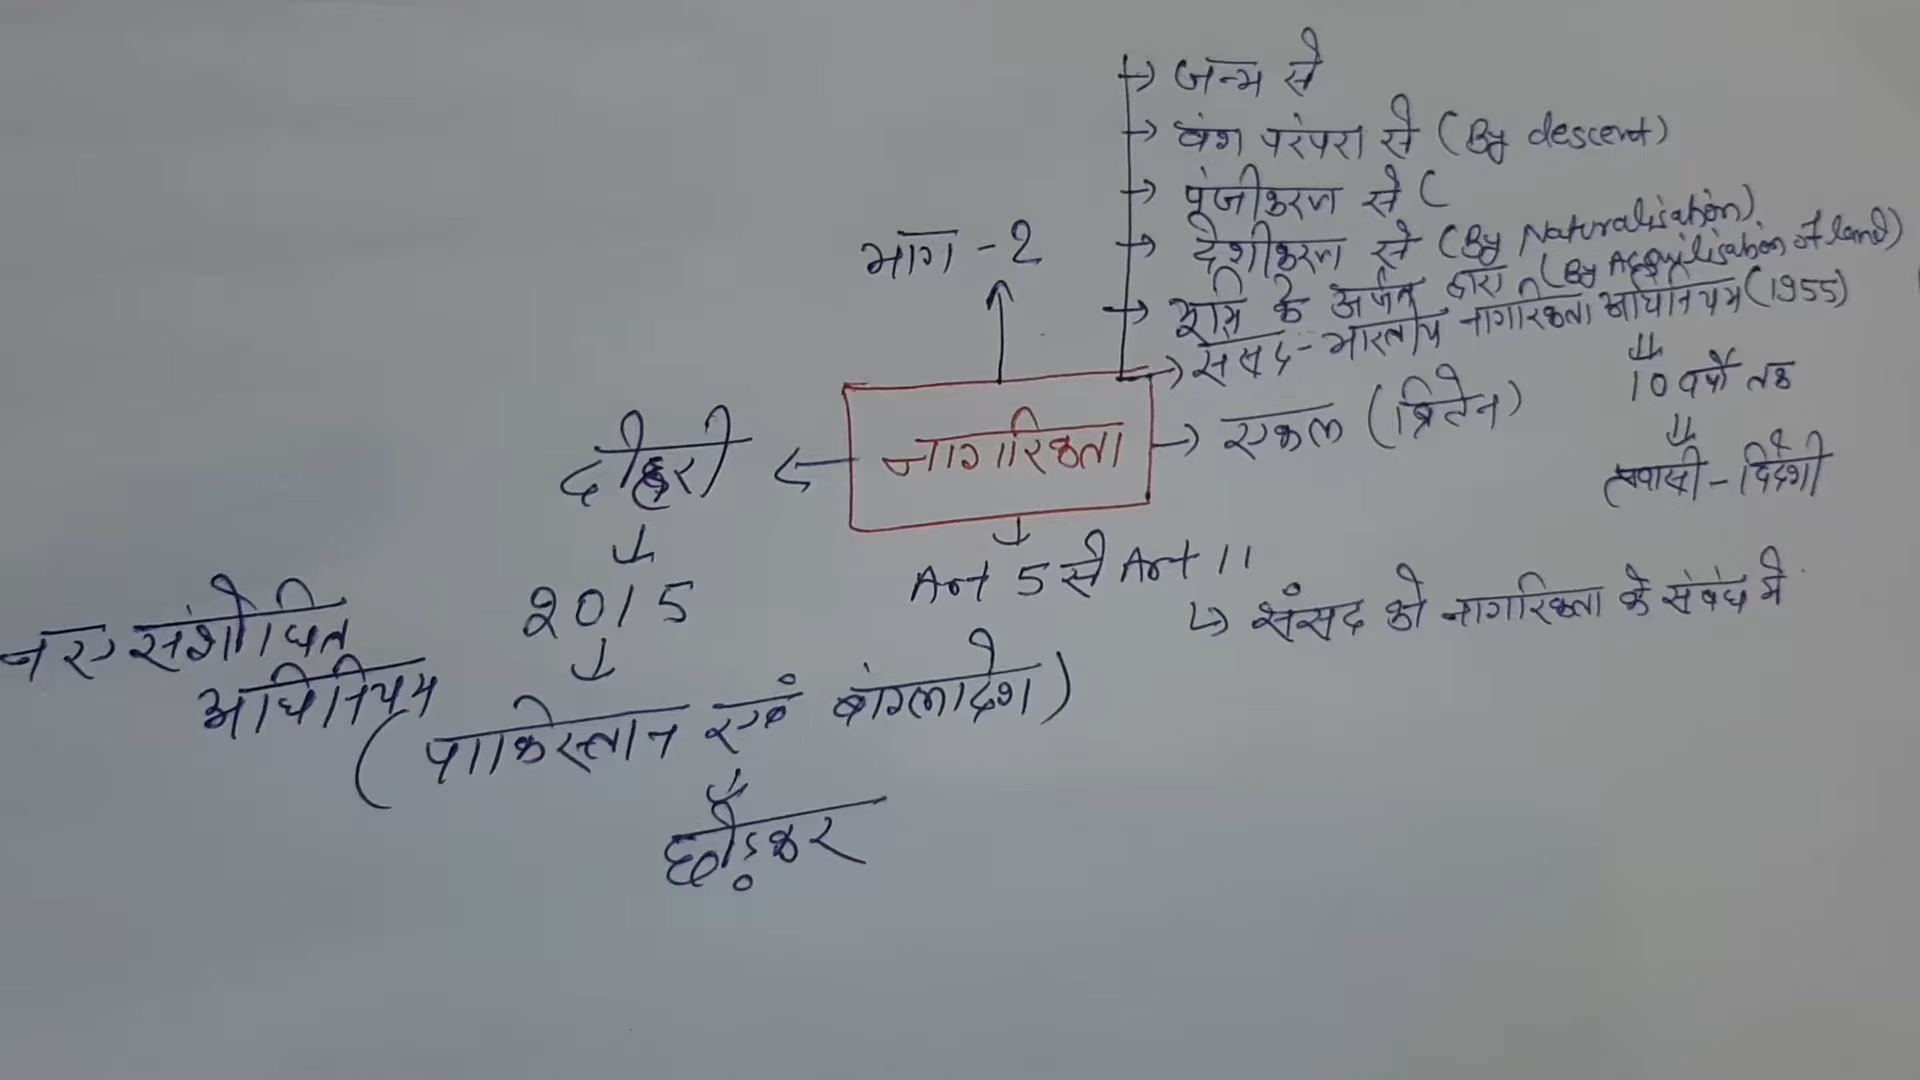 जन्म से
वंश परंपरा से (By descent)
पंजीकरण से (
देशीकरण से (By Naturalisation)
भूमि के अर्जन द्वारा (By Acquilisation of land)
संसद - भारतीय नागरिकता अधिनियम (1955)
10 वर्षों तक
विदेशी
भाग - 2
नागरिकता
एकल (ब्रिटेन)
दोहरी
2015
Art 5 से Art 11
संसद को नागरिकता के संबंध में
नए संशोधित
अधिनियम
(पाकिस्तान एवं बांग्लादेश)
छोड़कर